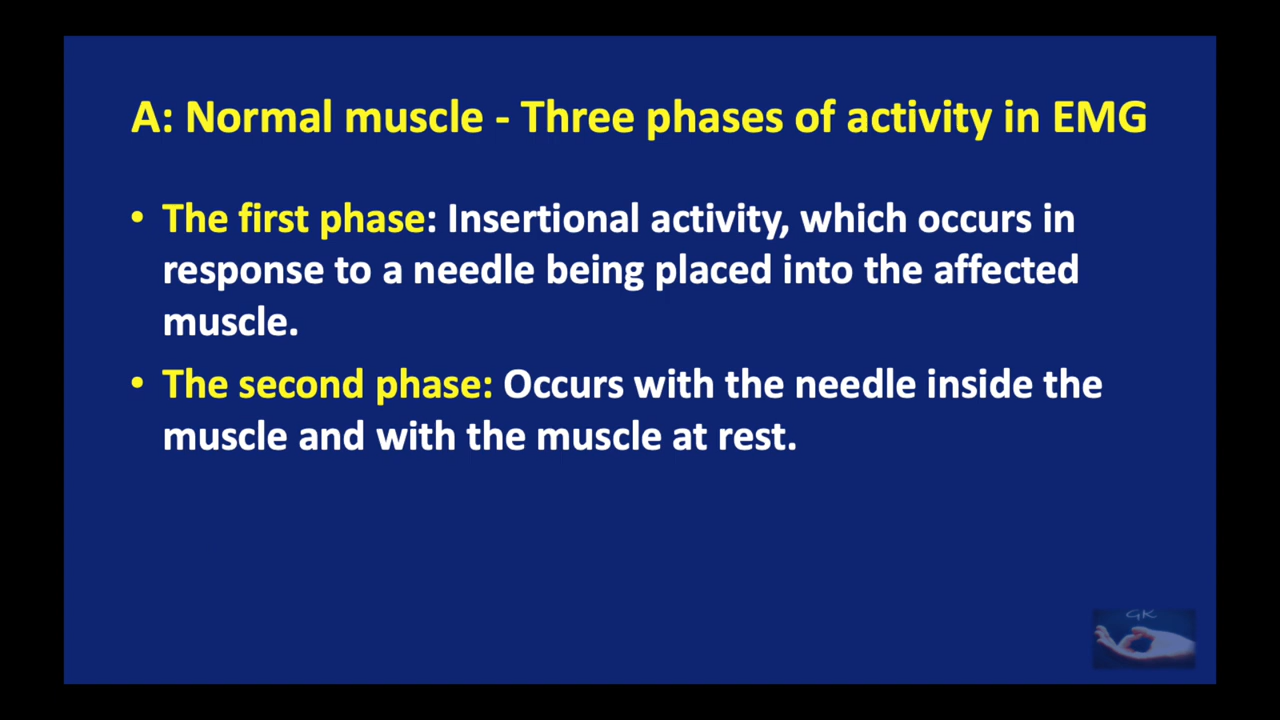 A: Normal muscle - Three phases of activity in EMG
• The first phase: Insertional activity, which occurs in
response to a needle being placed into the affected
muscle.
• The second phase: Occurs with the needle inside the
muscle and with the muscle at rest.
GK